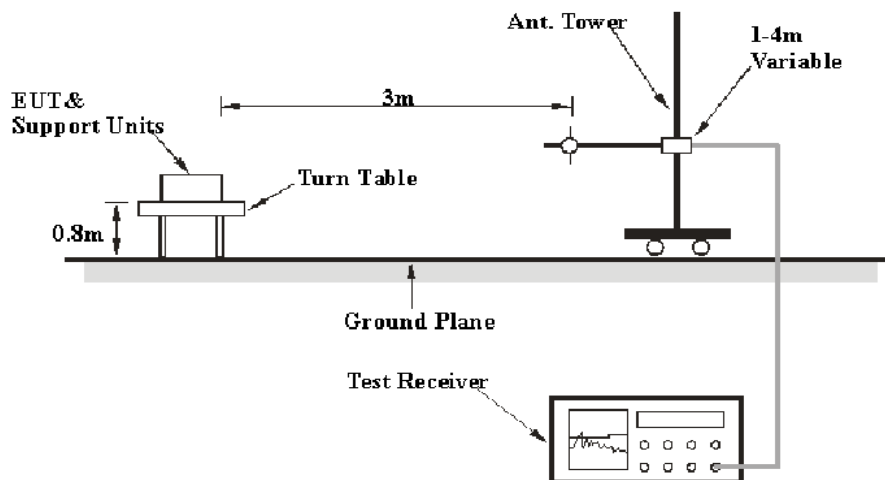 Ant. Tower
1-4m
Variable
3m
EUT &
Support Units
Turn Table
0.8m
Ground Plane
Test Receiver